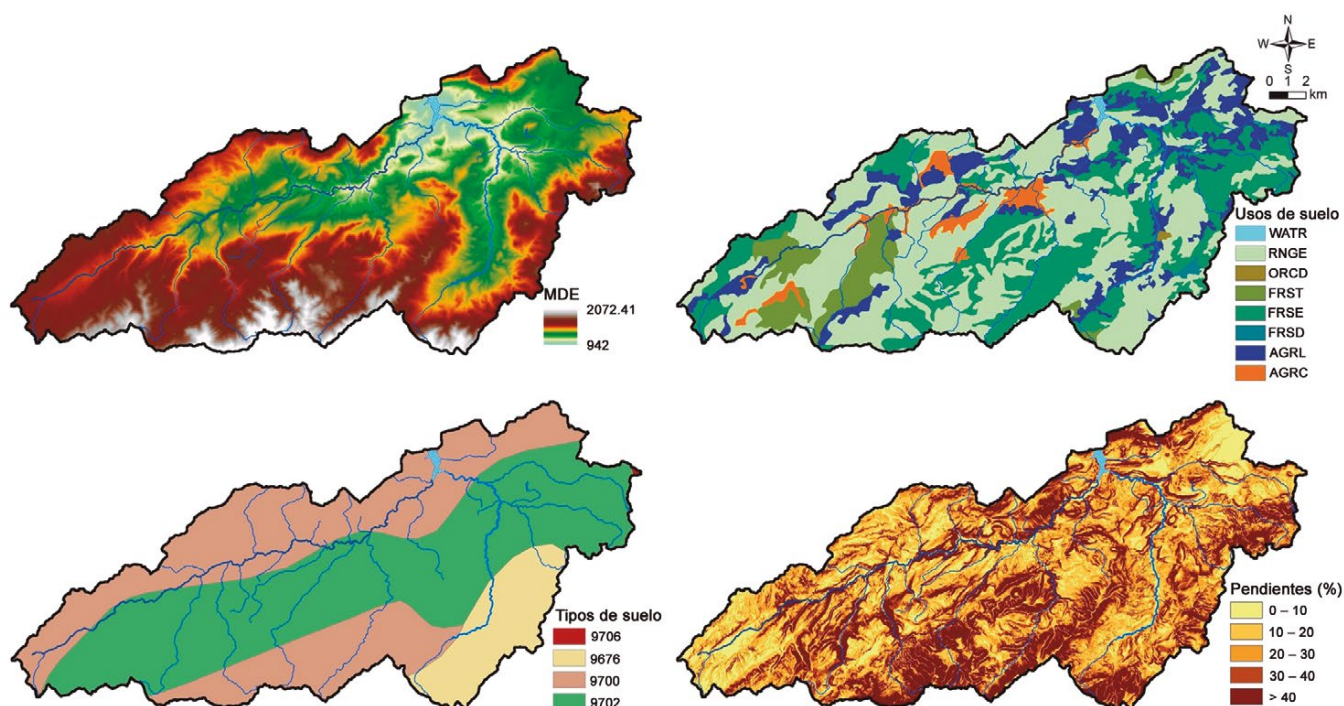 N
W E
S
0 1 2
km
MDE
2072.41
942
Usos de suelo
WATR
RNGE
ORCD
FRST
FRSE
FRSD
AGRL
AGRC
Tipos de suelo
9706
9676
9700
9702
Pendientes (%)
0 – 10
10 – 20
20 – 30
30 – 40
> 40